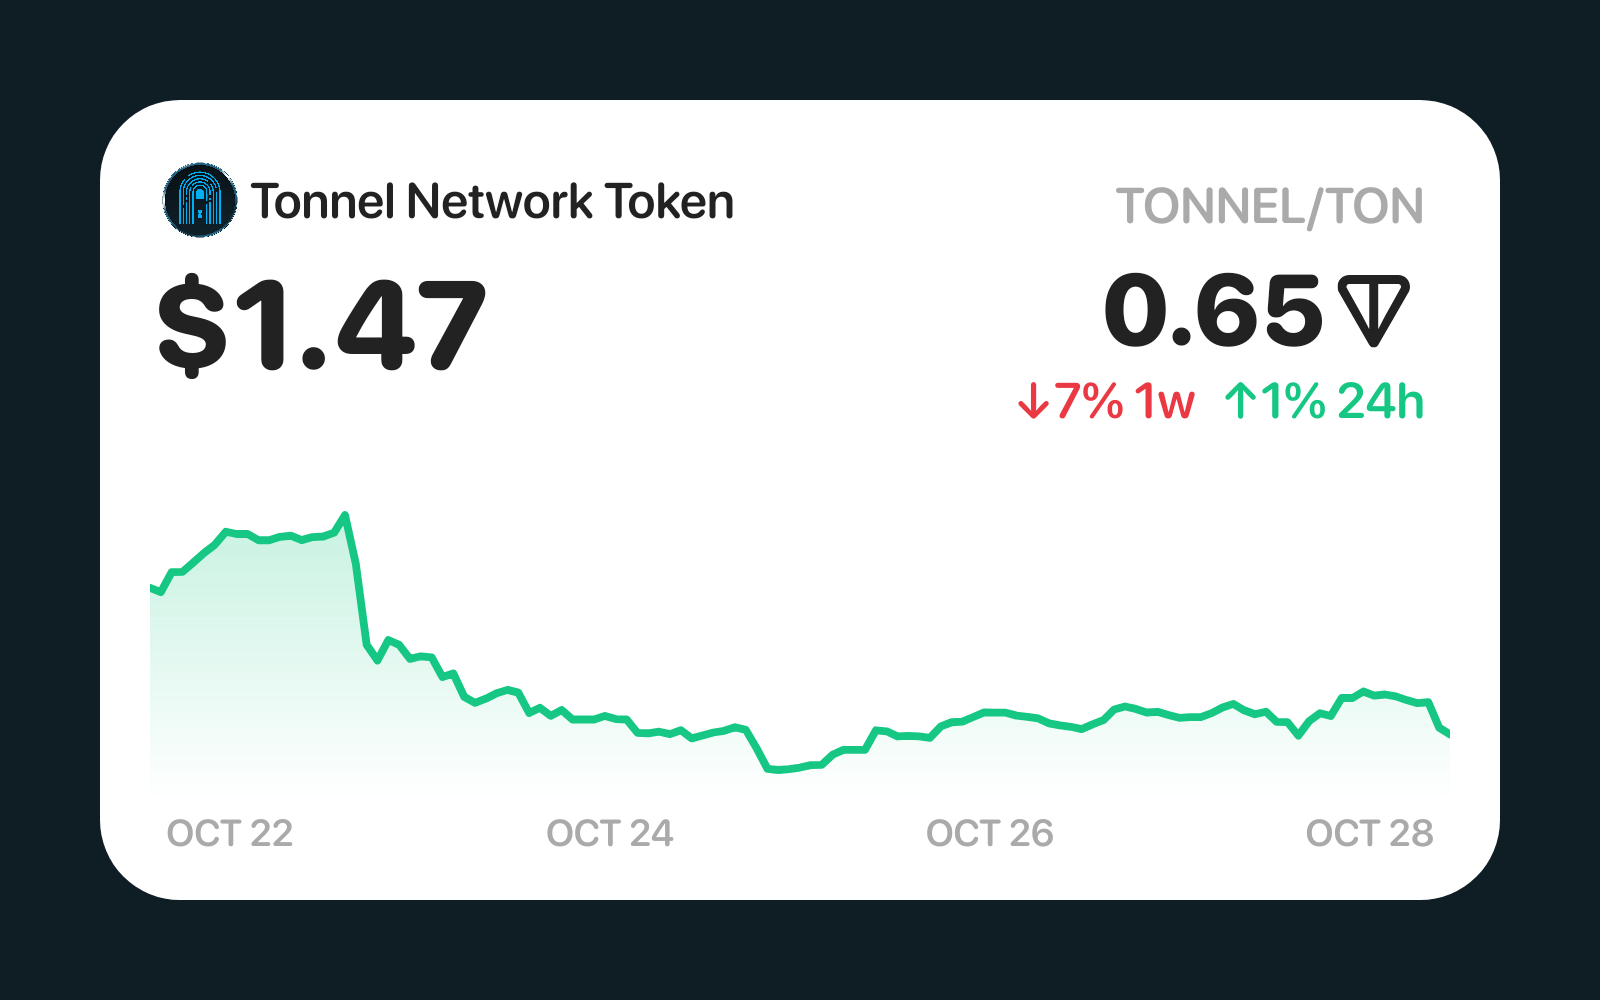 Tonnel Network Token
TONNEL/TON
$1.47
0.65
↓7% 1w ↑1% 24h
OCT 22 OCT 24 OCT 26 OCT 28